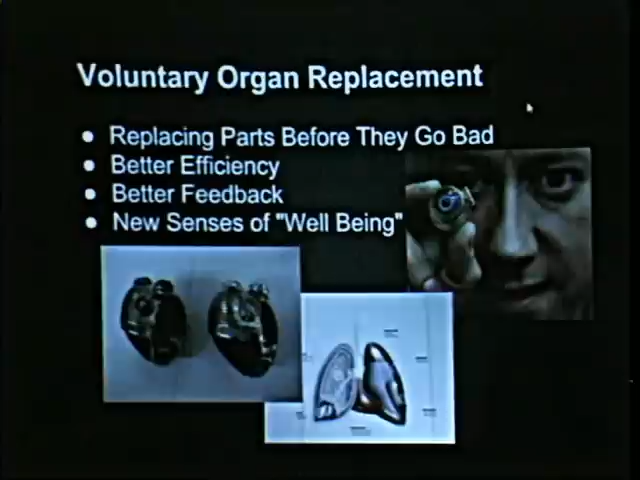 Voluntary Organ Replacement
● Replacing Parts Before They Go Bad
● Better Efficiency
● Better Feedback
● New Senses of "Well Being"